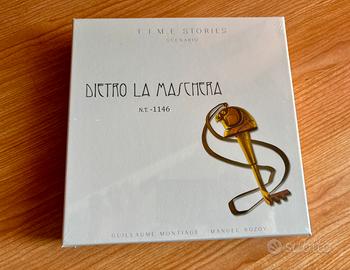 T.I.M.E STORIES
SCENARIO
DIETRO LA MASCHERA
N.T. -1146
GUILLAUME MONTIAGE MANUEL ROZOY
subito